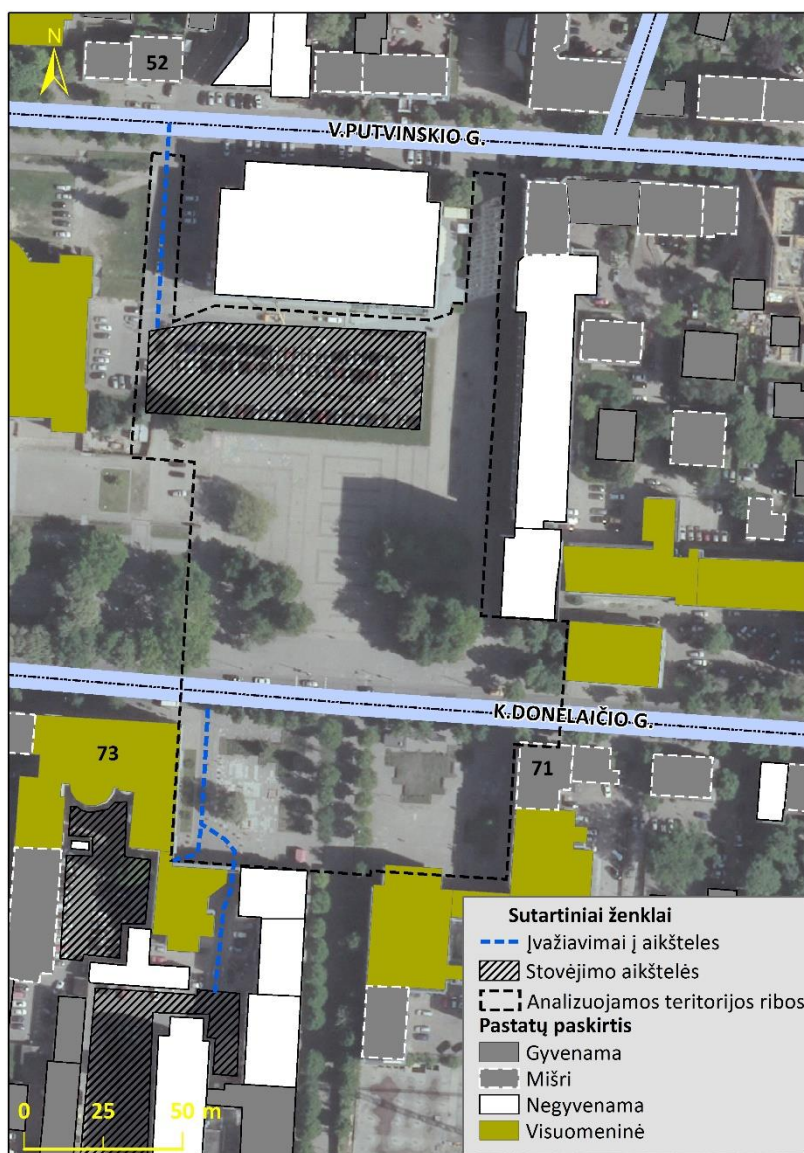 N
52
V.PUTVINSKIO G.
K.DONELAIČIO G.
73
71
Sutartiniai ženklai
Įvažiavimai į aikšteles
Stovėjimo aikštelės
Analizuojamos teritorijos ribos
Pastatų paskirtis
Gyvenama
Mišri
Negyvenama
Visuomeninė
0 25 50 m